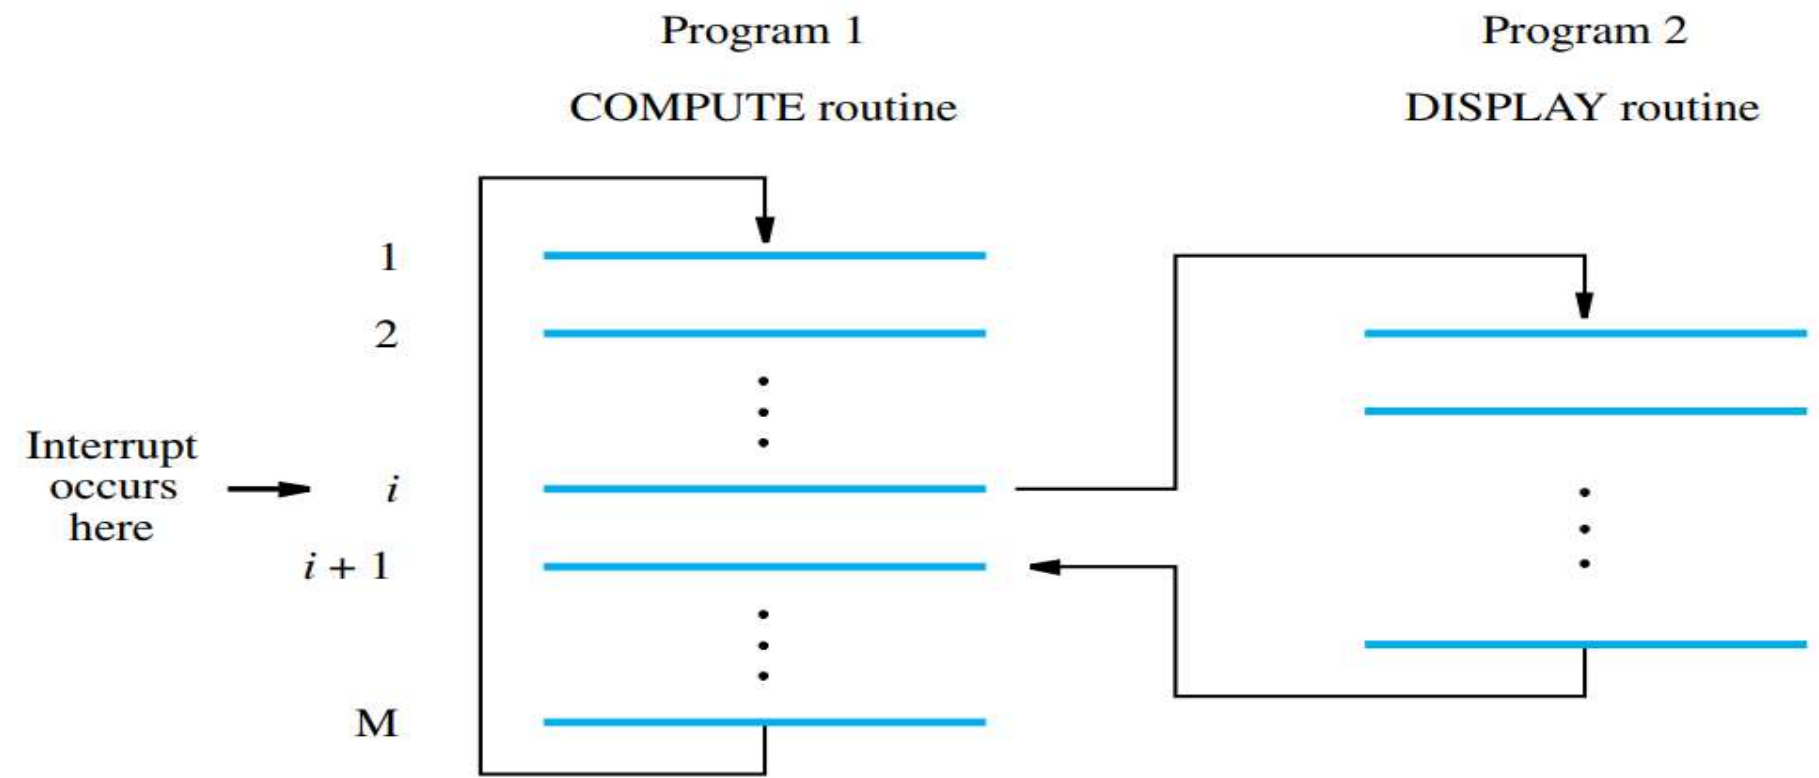 Program 1
Program 2
COMPUTE routine
DISPLAY routine
1
2
Interrupt
occurs
here
i
i + 1
M